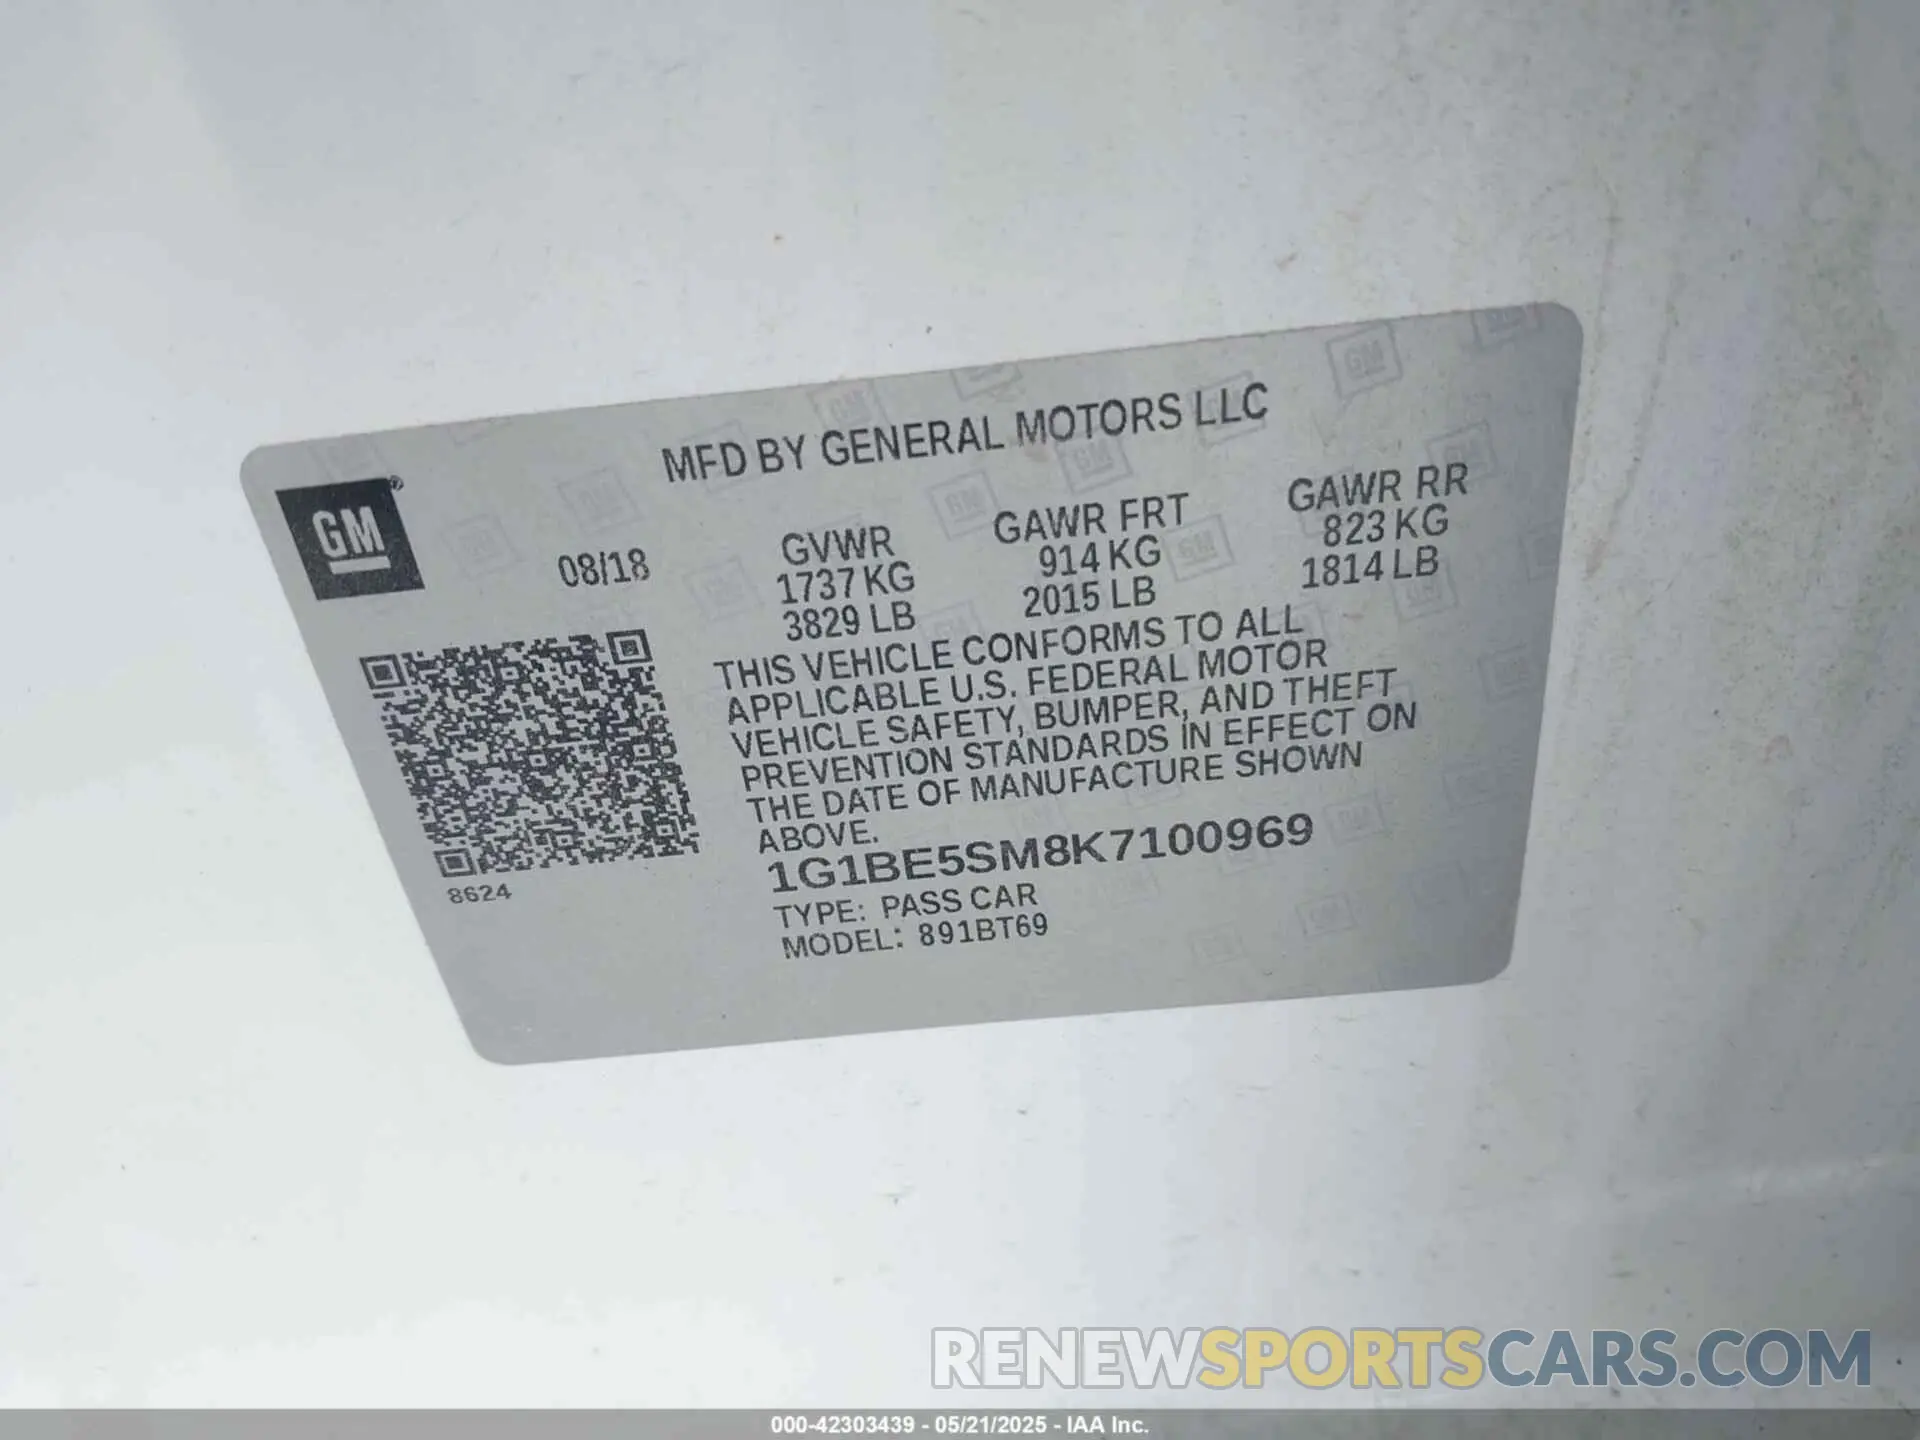 MFD BY GENERAL MOTORS LLC
GM®
08/18
GVWR
1737 KG
3829 LB
GAWR FRT
914 KG
2015 LB
GAWR RR
823 KG
1814 LB
THIS VEHICLE CONFORMS TO ALL
APPLICABLE U.S. FEDERAL MOTOR
VEHICLE SAFETY, BUMPER, AND THEFT
PREVENTION STANDARDS IN EFFECT ON
THE DATE OF MANUFACTURE SHOWN
ABOVE.
1G1BE5SM8K7100969
TYPE: PASS CAR
MODEL: 891BT69
8624
RENEWSPORTSCARS.COM
000-42303439 - 05/21/2025 - IAA Inc.